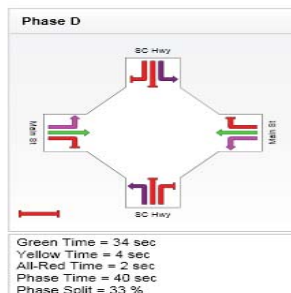 Phase D
SC Hwy
Main St
Main St
SC Hwy
Green Time = 34 sec
Yellow Time = 4 sec
All-Red Time = 2 sec
Phase Time = 40 sec
Phase Split = 33 %